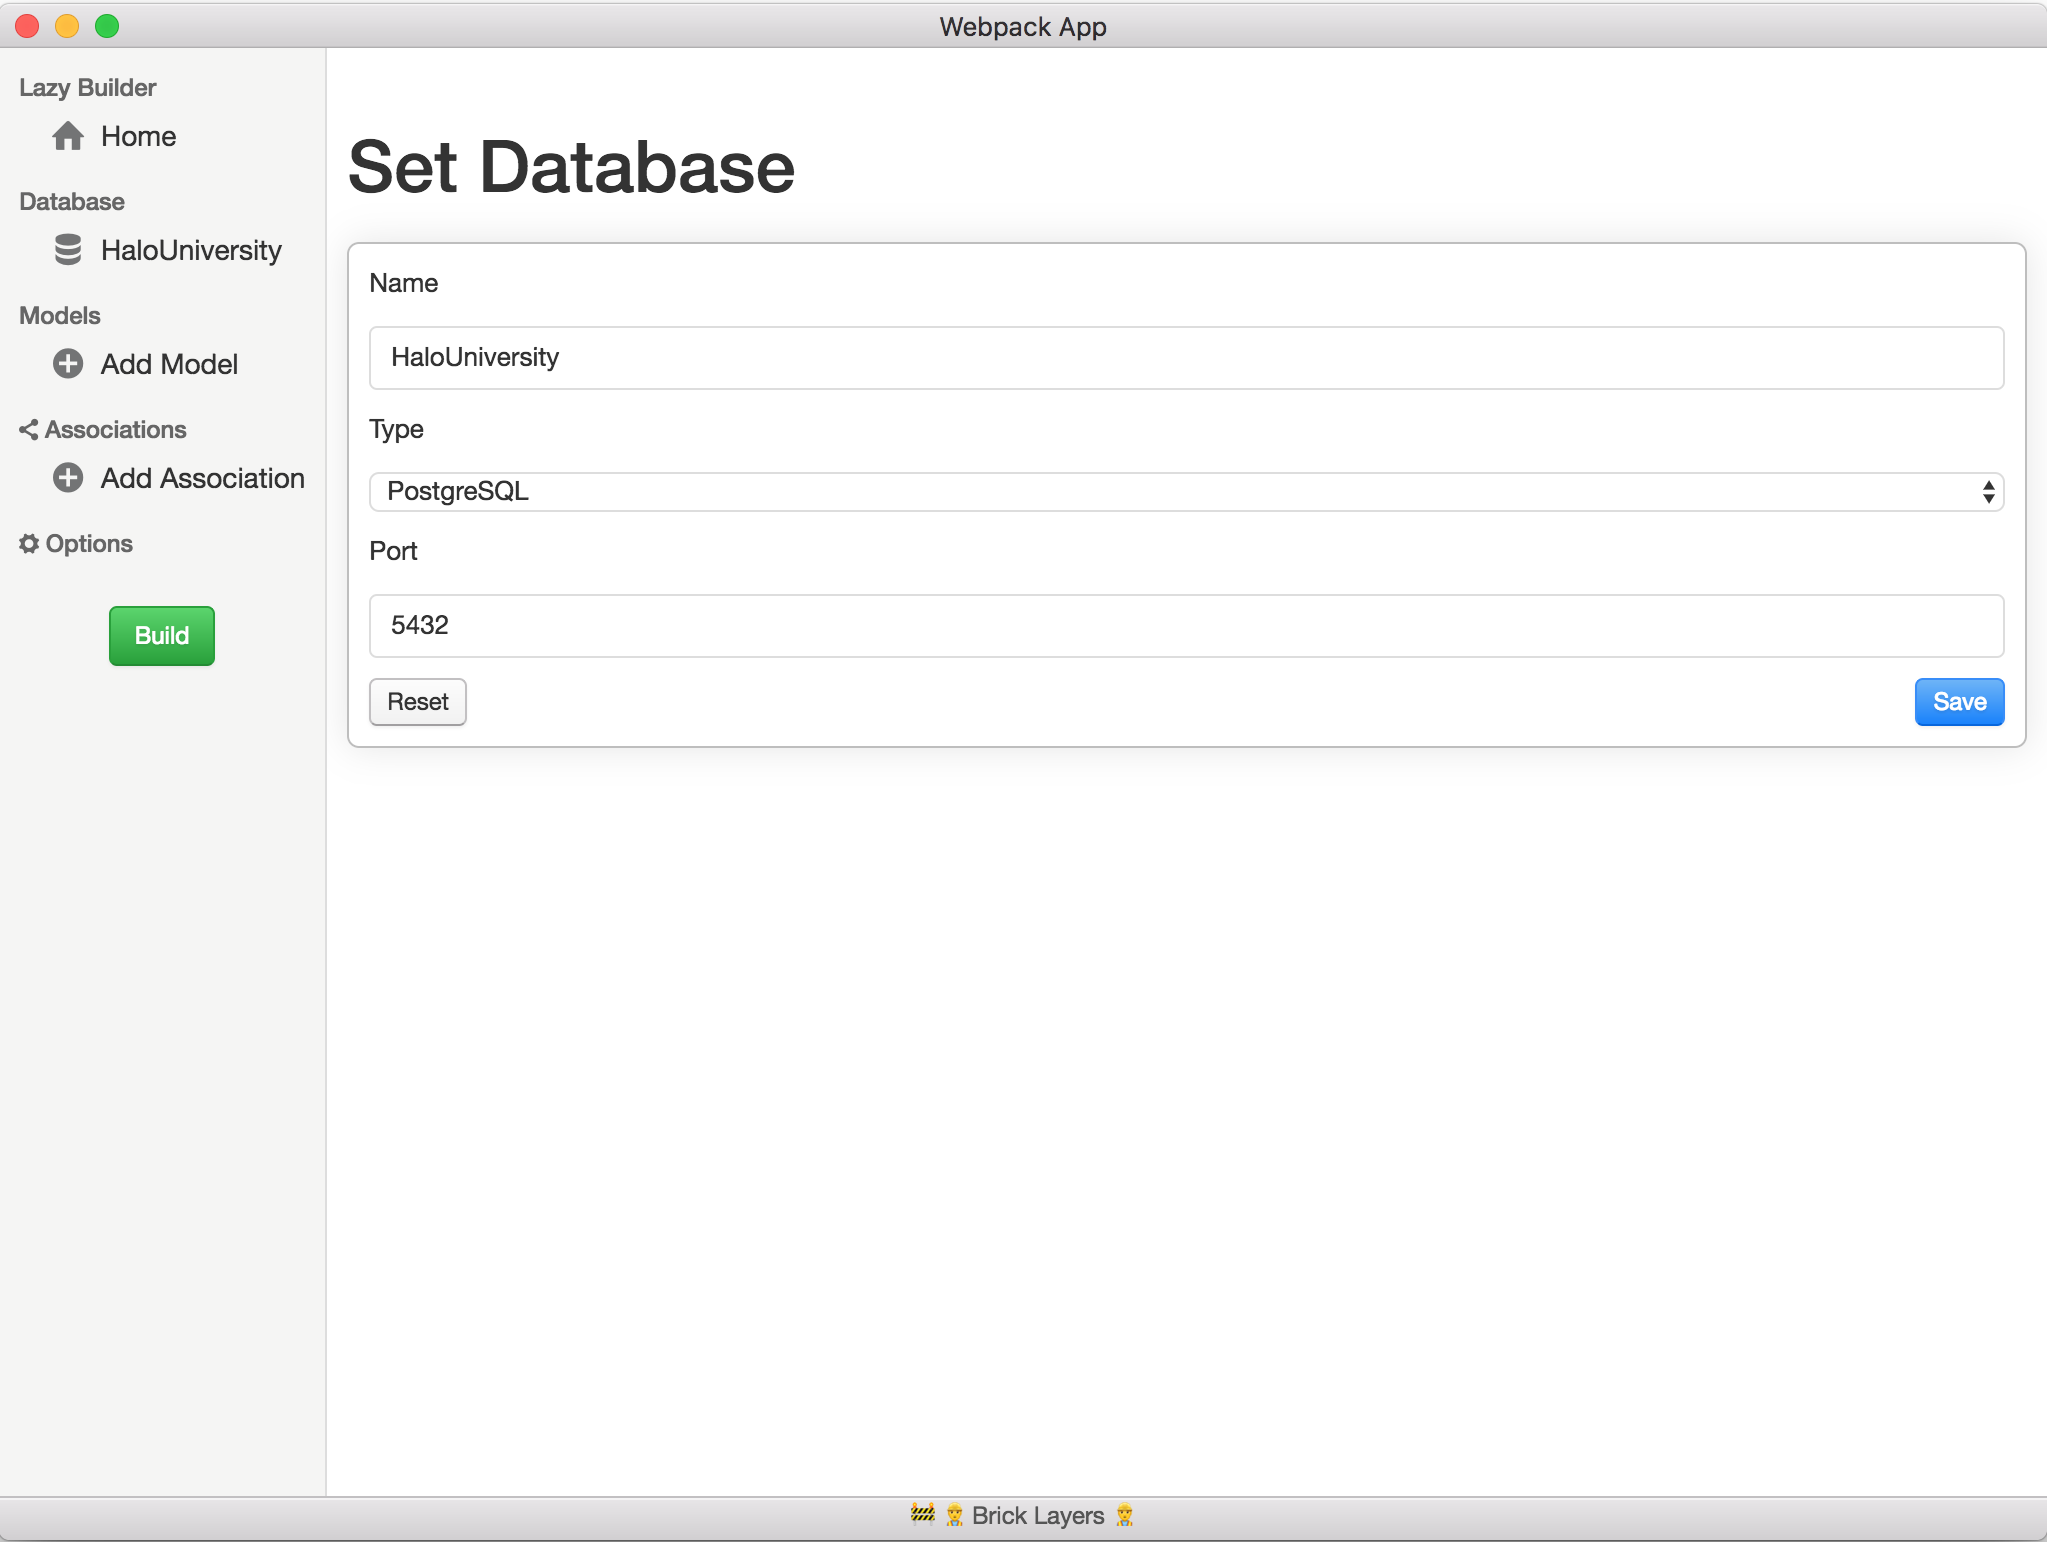 Webpack App
Lazy Builder
Home
Database
HaloUniversity
Models
Add Model
Associations
Add Association
Options
Build
Set Database
Name
HaloUniversity
Type
PostgreSQL
Port
5432
Reset
Save
🚧 👷 Brick Layers 👷